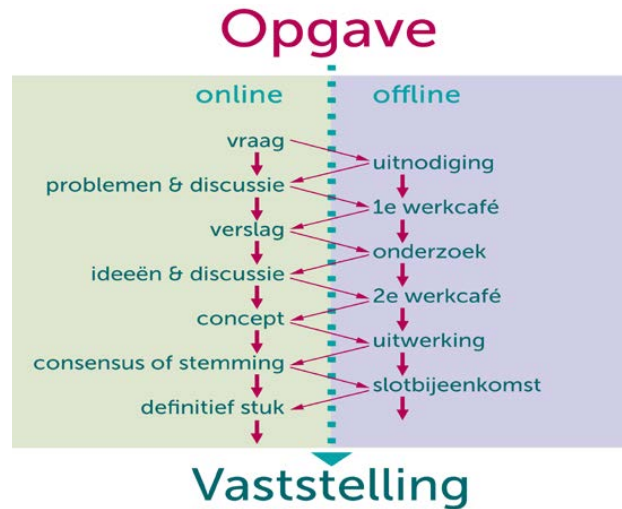 Opgave
online
offline
vraag
uitnodiging
problemen & discussie
1e werkcafé
verslag
onderzoek
ideeën & discussie
2e werkcafé
concept
uitwerking
consensus of stemming
slotbijeenkomst
definitief stuk
Vaststelling